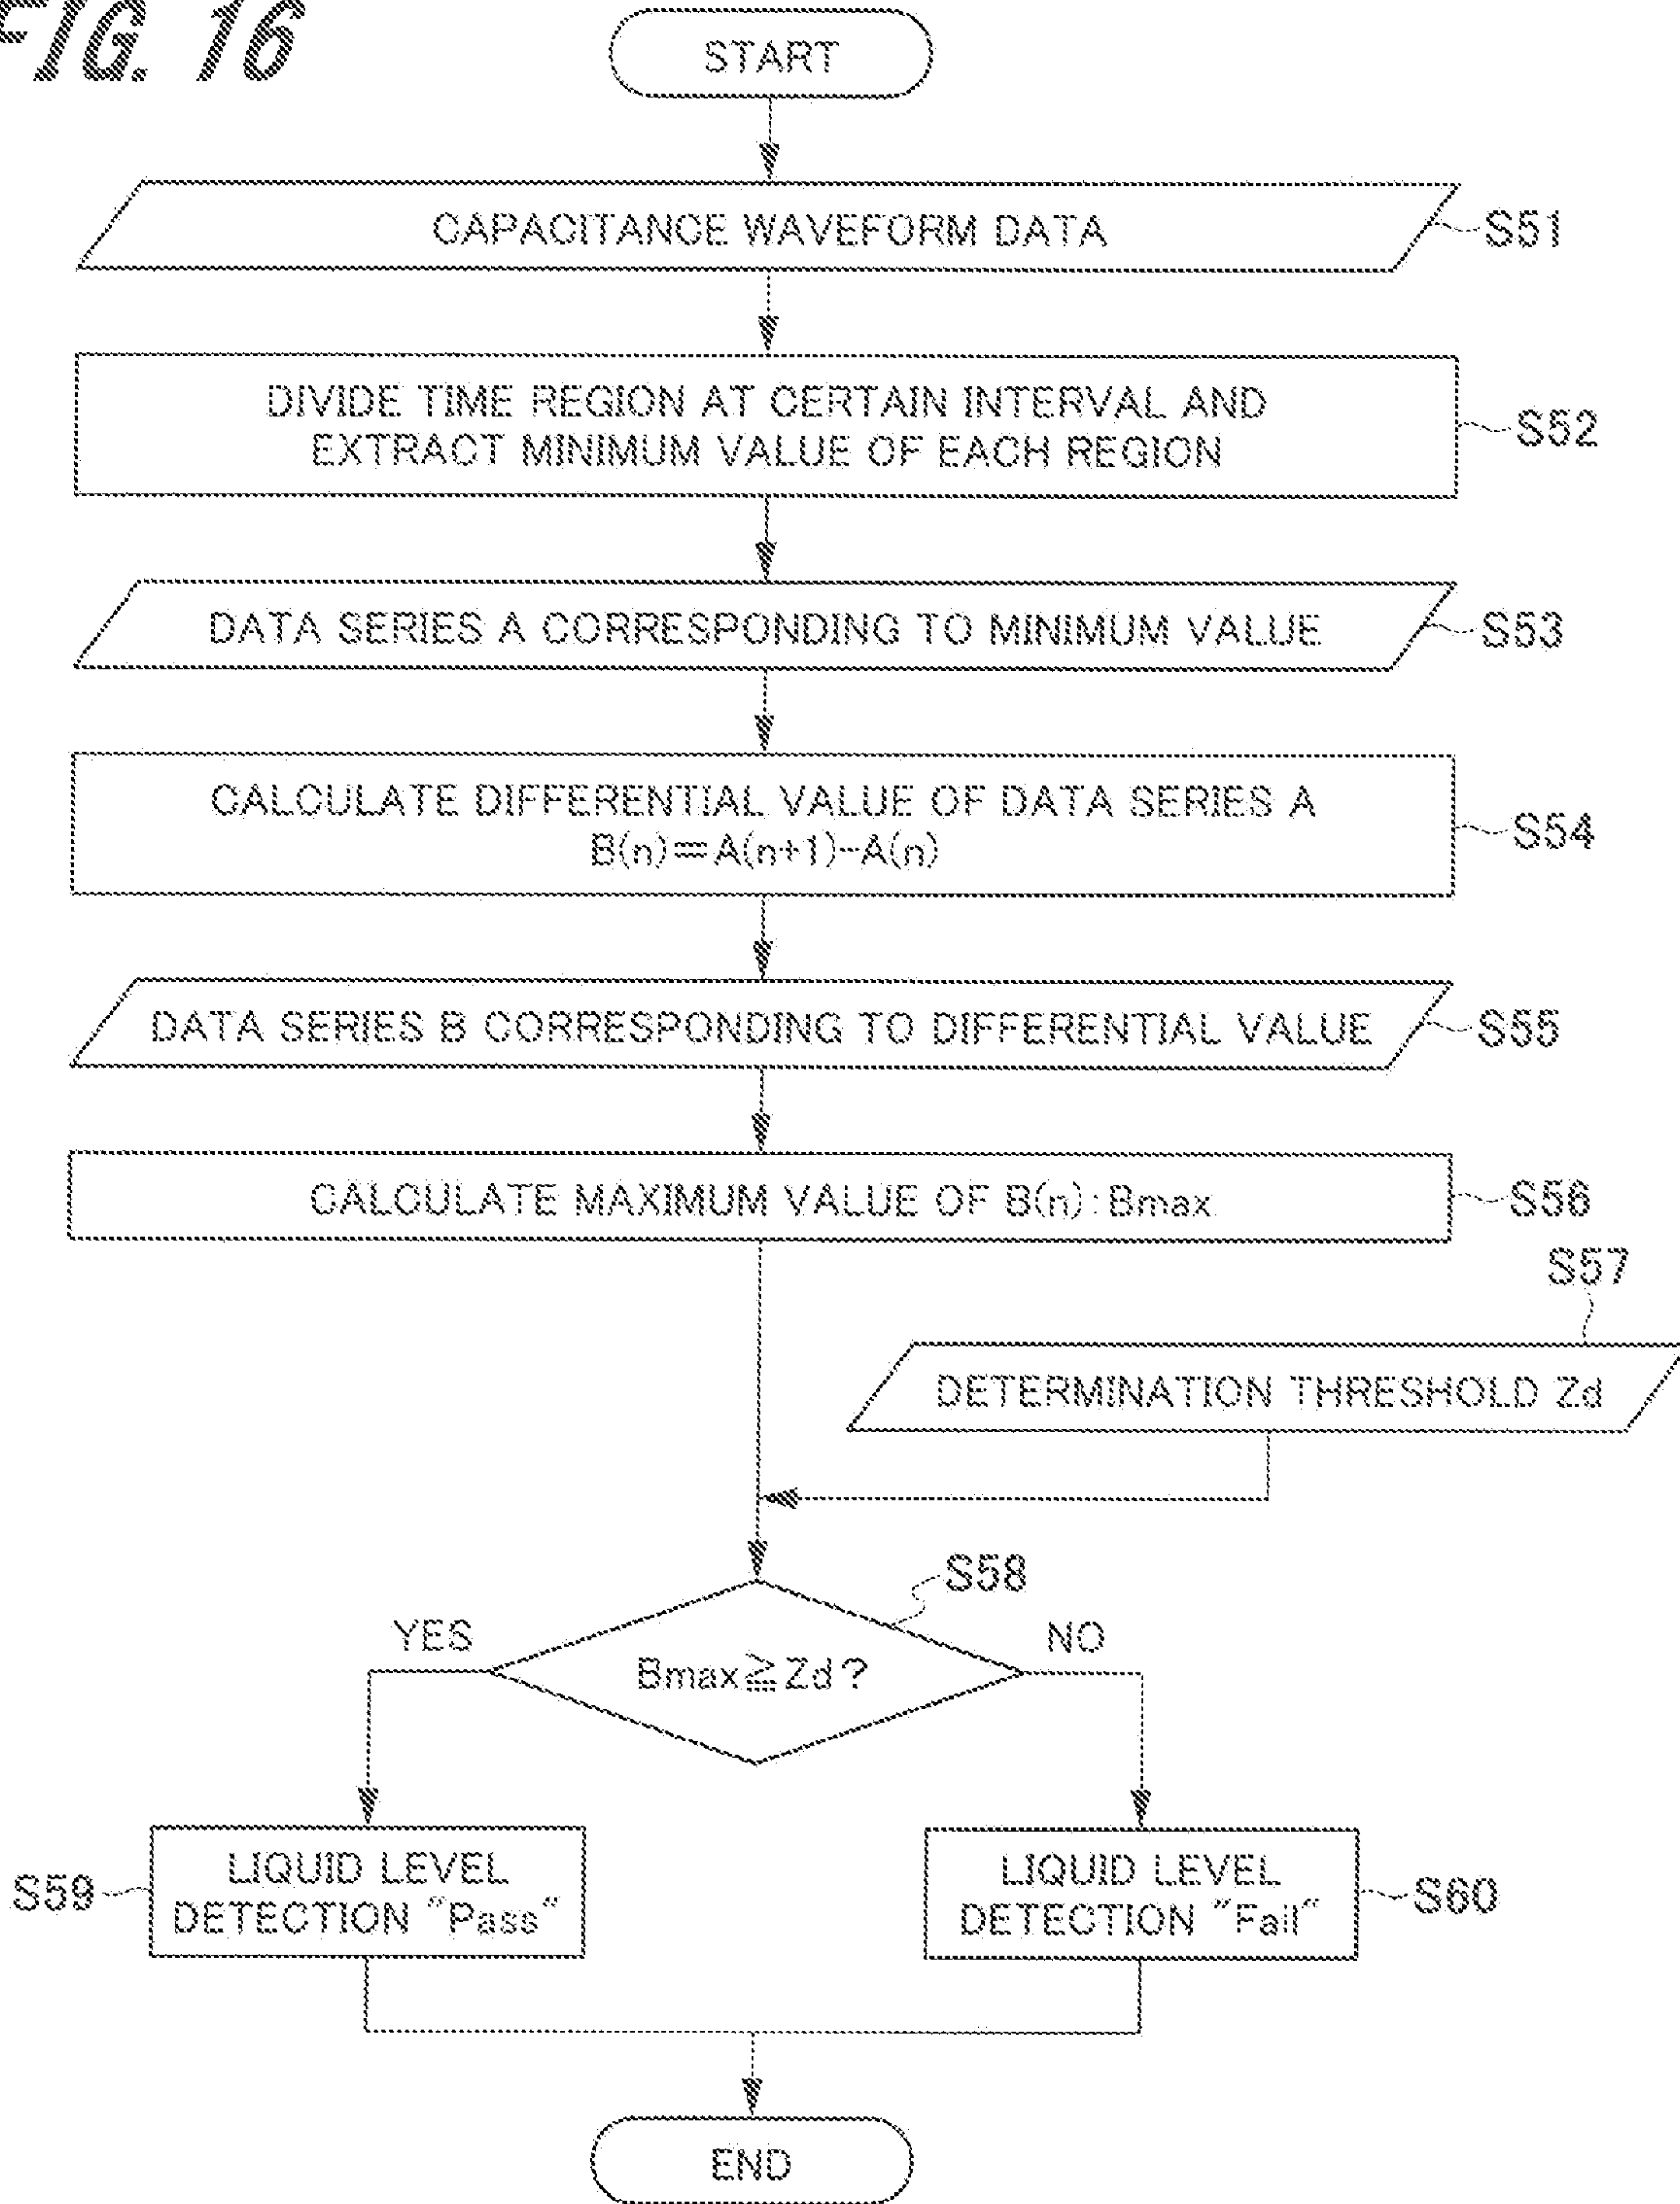 FIG. 16
START
CAPACITANCE WAVEFORM DATA
S51
DIVIDE TIME REGION AT CERTAIN INTERVAL AND
EXTRACT MINIMUM VALUE OF EACH REGION
S52
DATA SERIES A CORRESPONDING TO MINIMUM VALUE
S53
CALCULATE DIFFERENTIAL VALUE OF DATA SERIES A
B(n)=A(n+1)-A(n)
S54
DATA SERIES B CORRESPONDING TO DIFFERENTIAL VALUE
S55
CALCULATE MAXIMUM VALUE OF B(n):Bmax
S56
S57
DETERMINATION THRESHOLD Zd
S58
YES
NO
Bmax≧Zd?
LIQUID LEVEL
DETECTION "Pass"
S59
LIQUID LEVEL
DETECTION "Fail"
S60
END